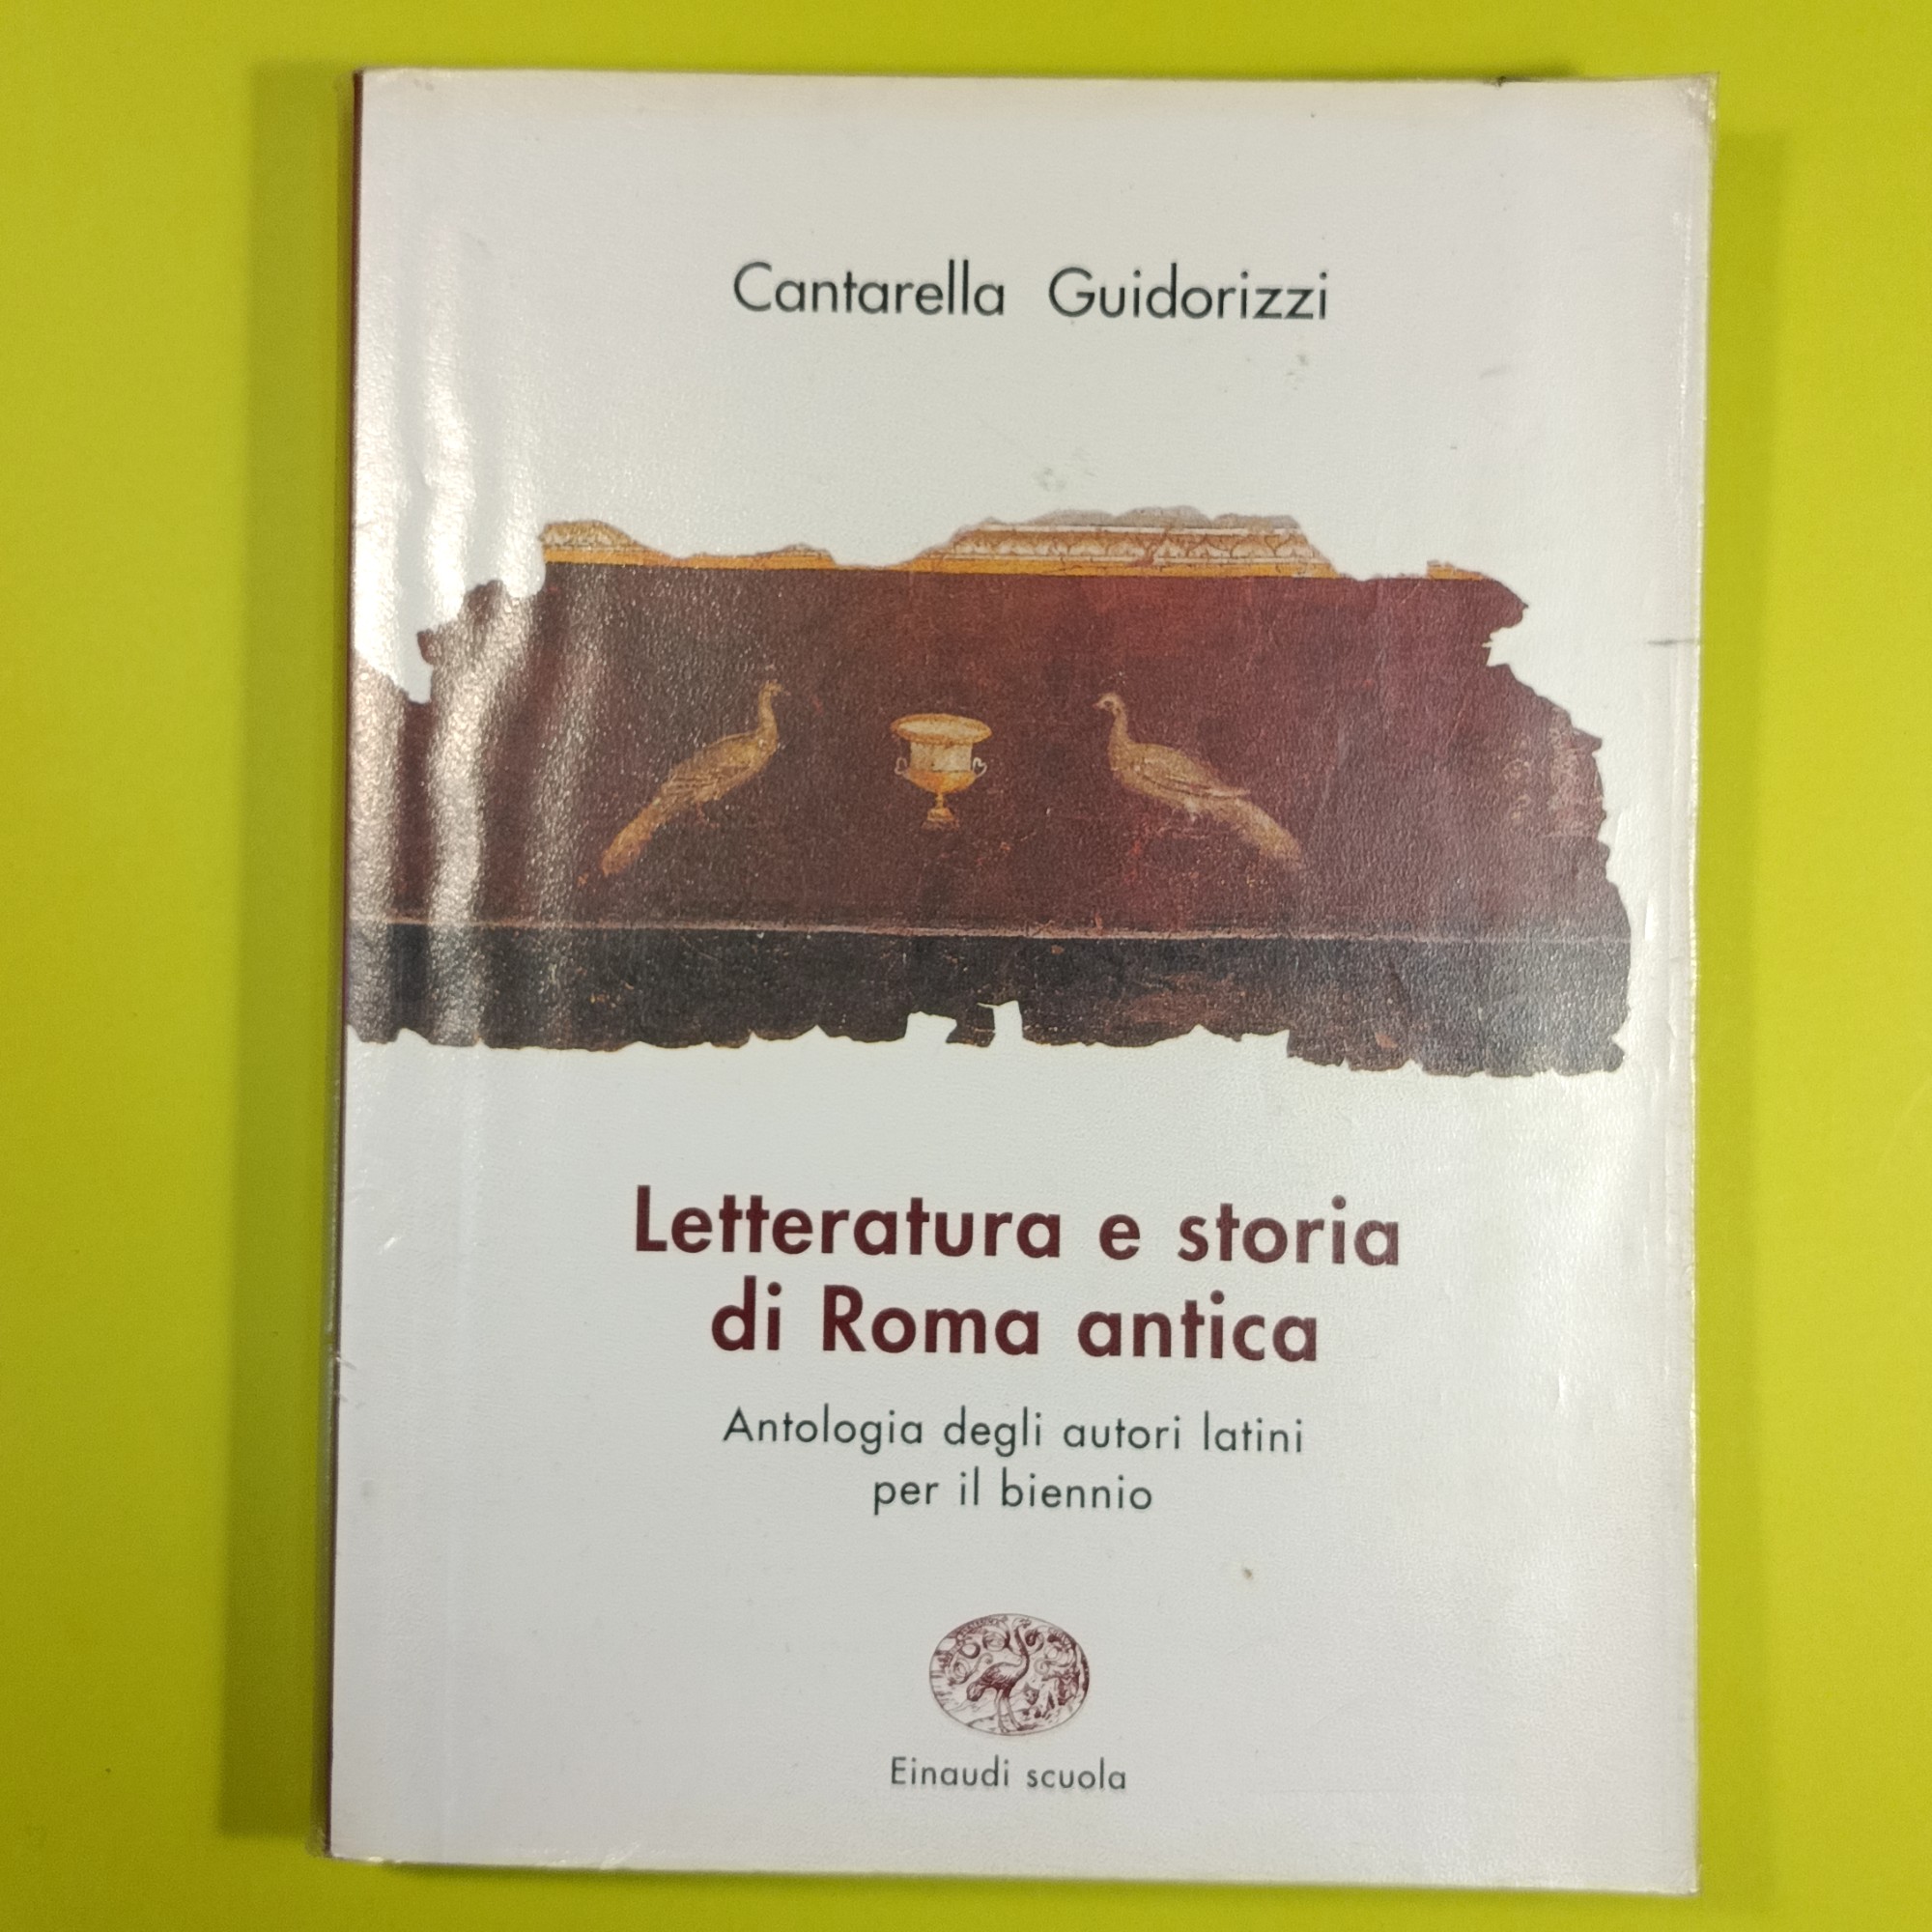 Cantarella Guidorizzi
Letteratura e storia
di Roma antica
Antologia degli autori latini
per il biennio
Einaudi scuola